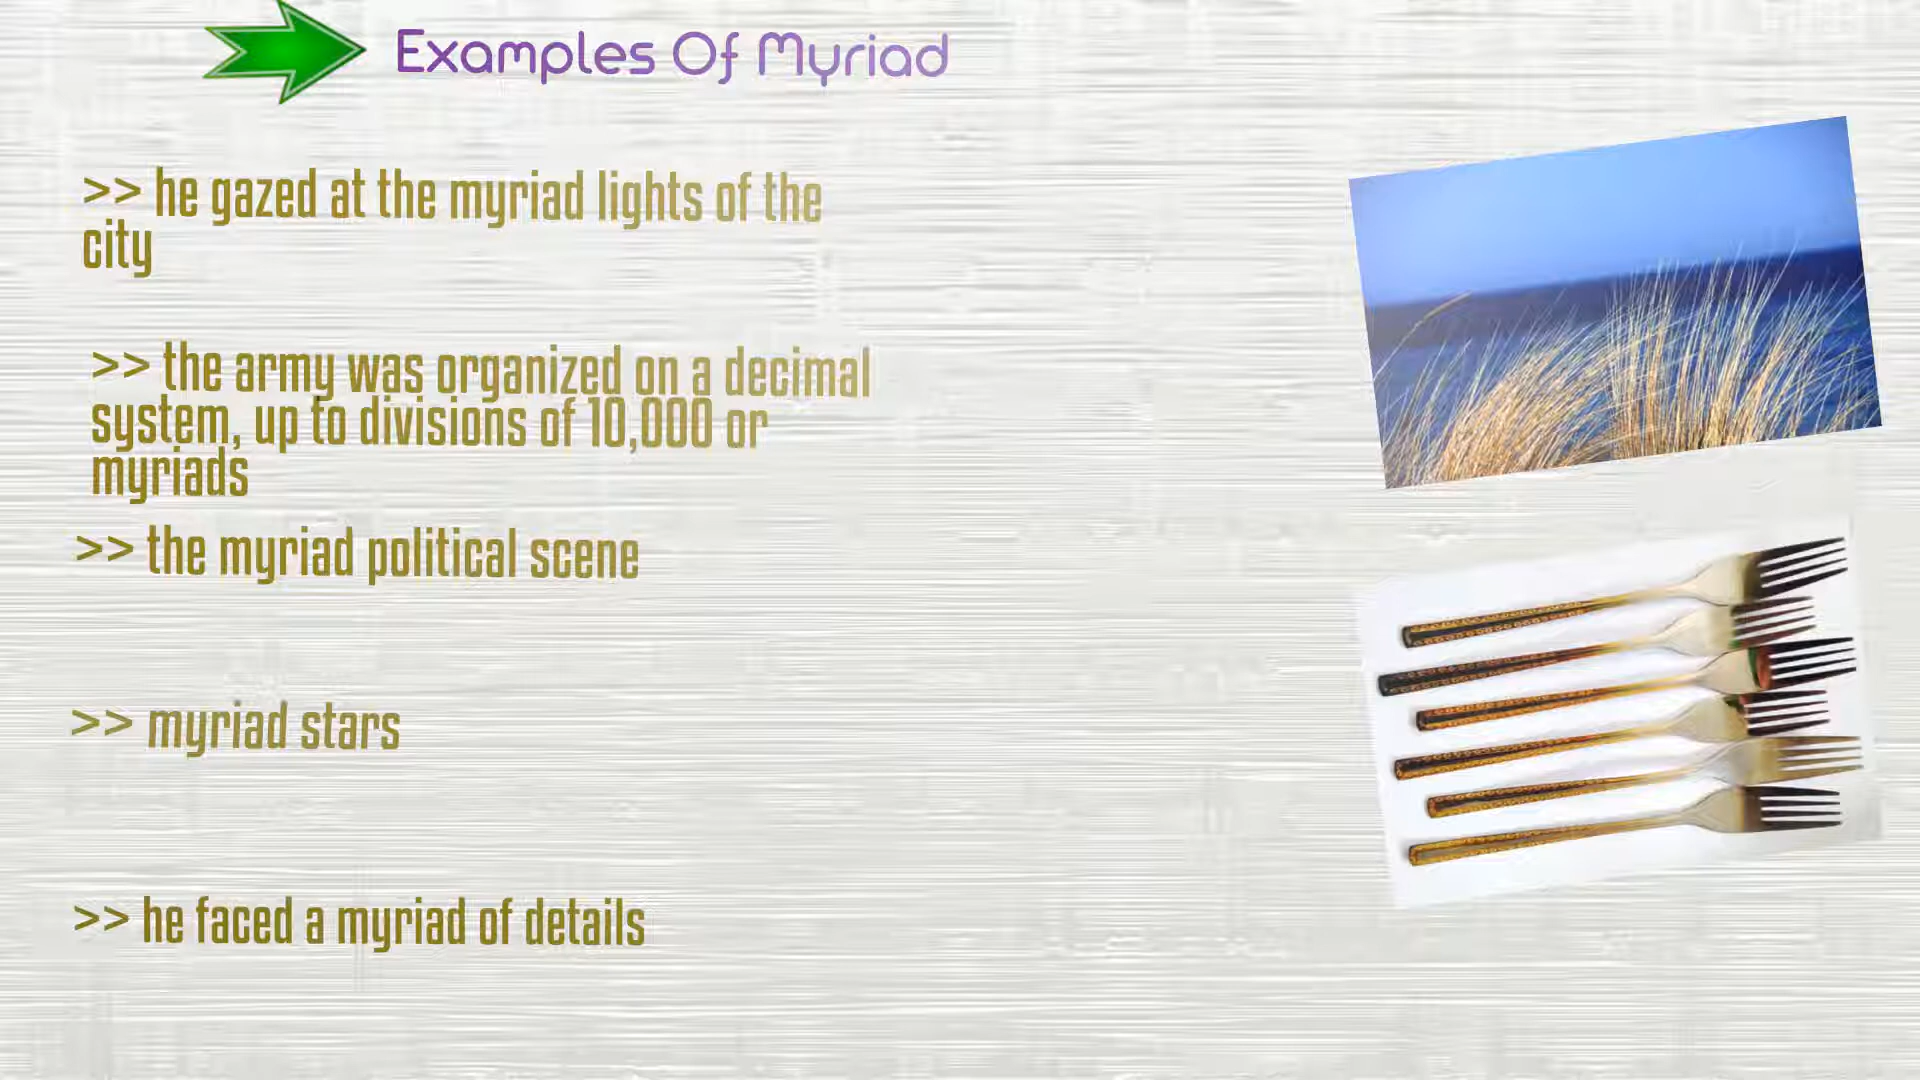 Examples Of Myriad
>> he gazed at the myriad lights of the
city
>> the army was organized on a decimal
system, up to divisions of 10,000 or
myriads
>> the myriad political scene
>> myriad stars
>> he faced a myriad of details